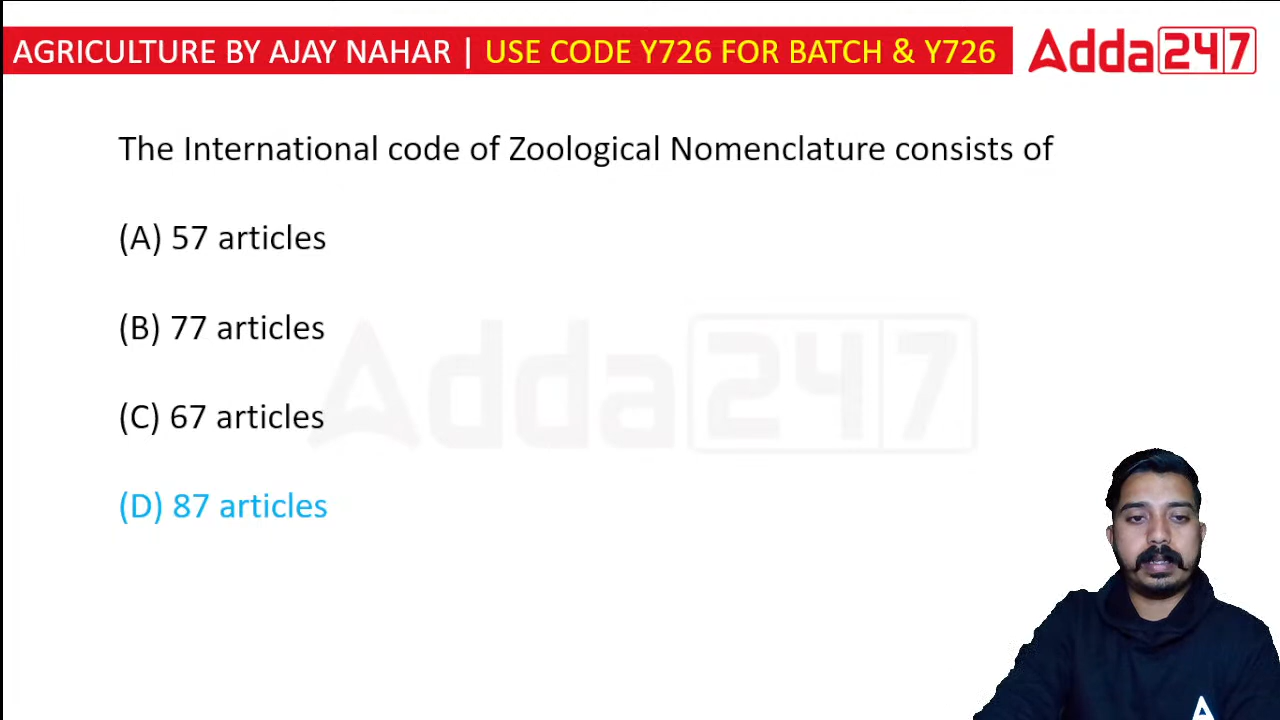 AGRICULTURE BY AJAY NAHAR | USE CODE Y726 FOR BATCH & Y726
Adda247
The International code of Zoological Nomenclature consists of
(A) 57 articles
(B) 77 articles
Adda247
(C) 67 articles
(D) 87 articles